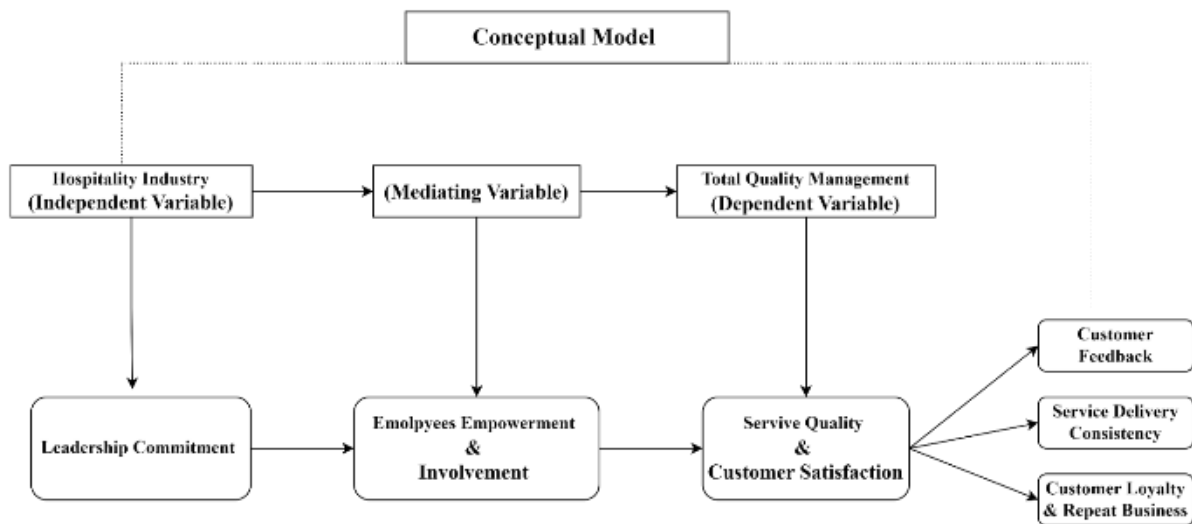 Conceptual Model
Hospitality Industry
(Independent Variable)
(Mediating Variable)
Total Quality Management
(Dependent Variable)
Leadership Commitment
Emolpyees Empowerment
&
Involvement
Servive Quality
&
Customer Satisfaction
Customer
Feedback
Service Delivery
Consistency
Customer Loyalty
& Repeat Business